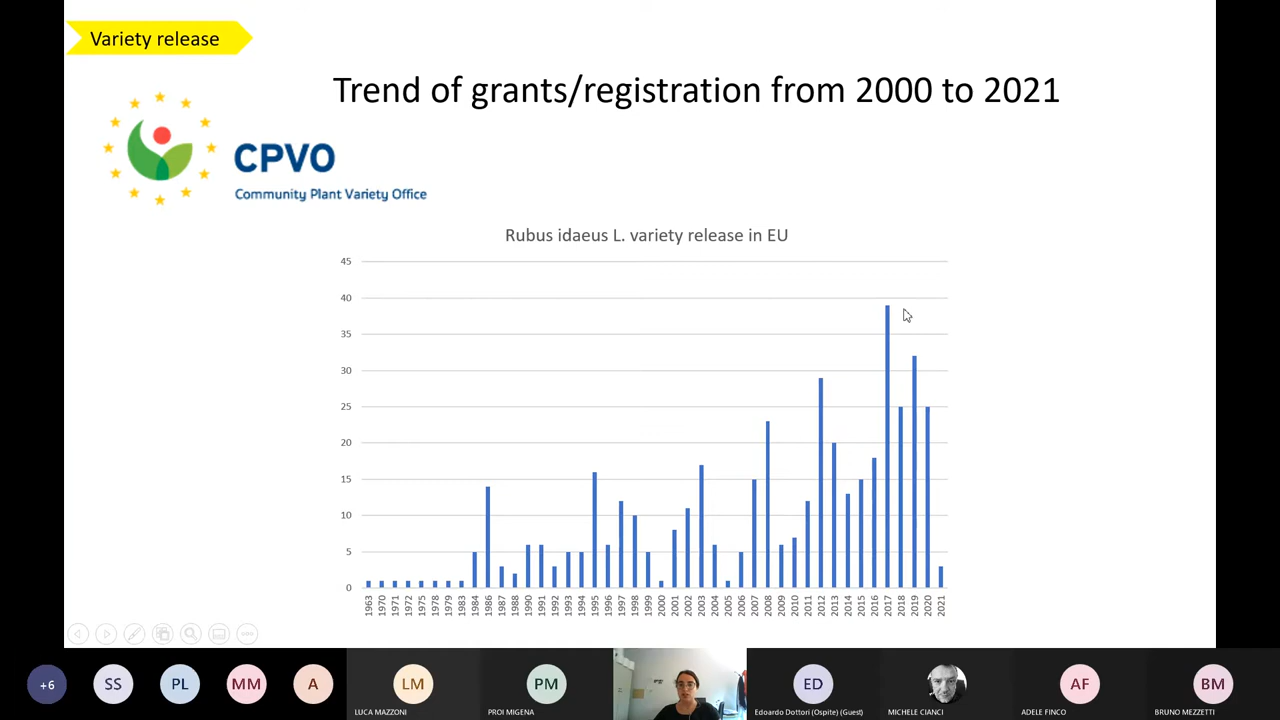 Variety release
Trend of grants/registration from 2000 to 2021
CPVO
Community Plant Variety Office
Rubus idaeus L. variety release in EU
45
40
35
30
25
20
15
10
5
0
1963 1970 1971 1972 1975 1978 1979 1983 1984 1986 1987 1988 1990 1991 1992 1993 1994 1995 1996 1997 1998 1999 2000 2001 2002 2003 2004 2005 2006 2007 2008 2009 2010 2011 2012 2013 2014 2015 2016 2017 2018 2019 2020 2021
+6 SS PL MM A LM PM ED AF BM
LUCA MAZZONI PROI MIGENA Edoardo Dottori (Ospite) (Guest) MICHELE CIANCI ADELE FINCO BRUNO MEZZETTI